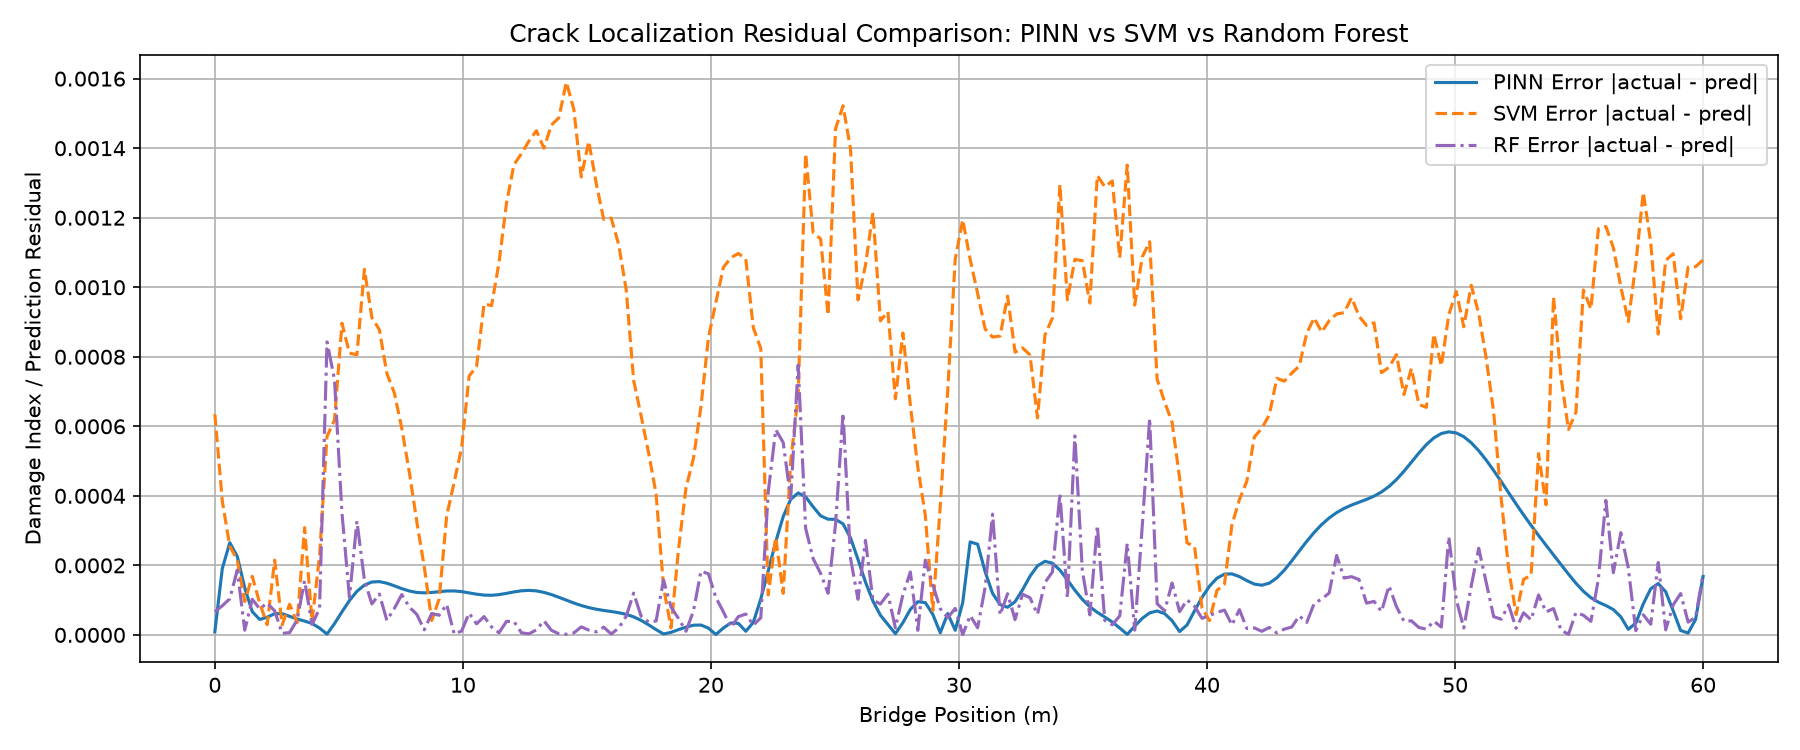 Crack Localization Residual Comparison: PINN vs SVM vs Random Forest
Damage Index / Prediction Residual
0.0016
0.0014
0.0012
0.0010
0.0008
0.0006
0.0004
0.0002
0.0000
PINN Error |actual - pred|
SVM Error |actual - pred|
RF Error |actual - pred|
0 10 20 30 40 50 60
Bridge Position (m)